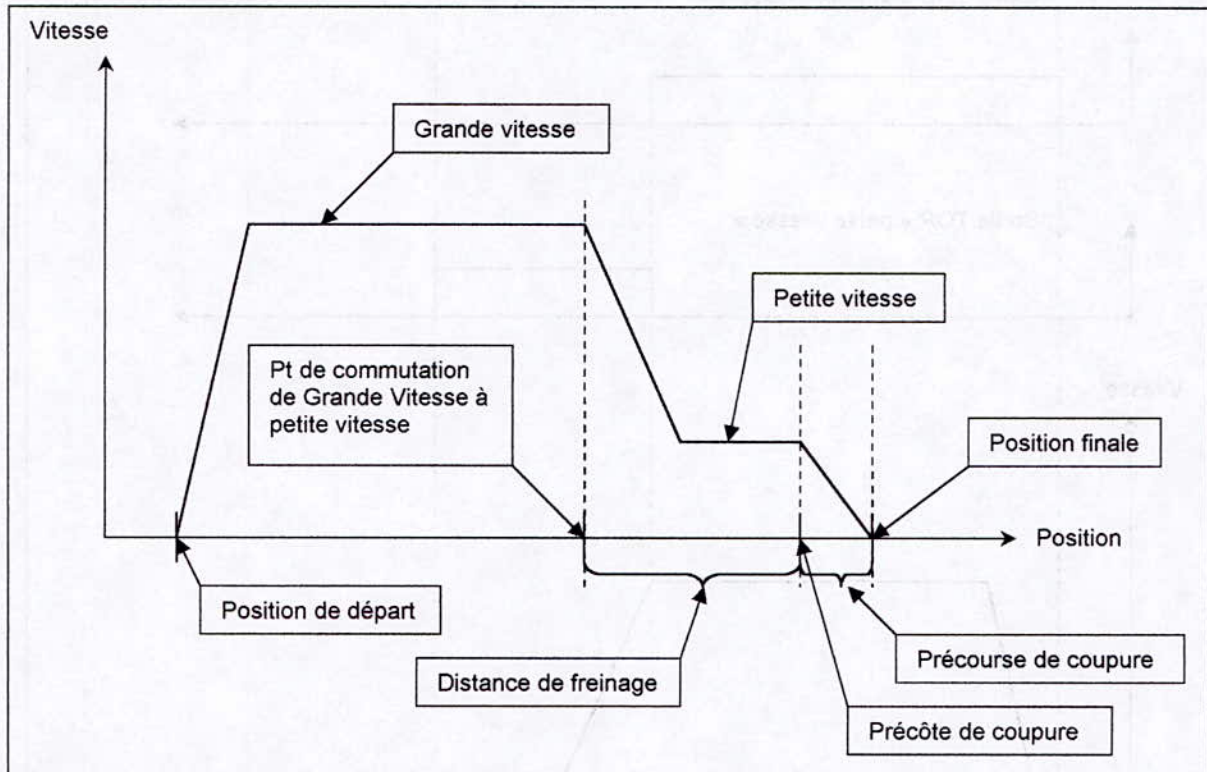 Vitesse
Grande vitesse
Petite vitesse
Pt de commutation
de Grande Vitesse à
petite vitesse
Position finale
Position
Position de départ
Précourse de coupure
Distance de freinage
Précôte de coupure